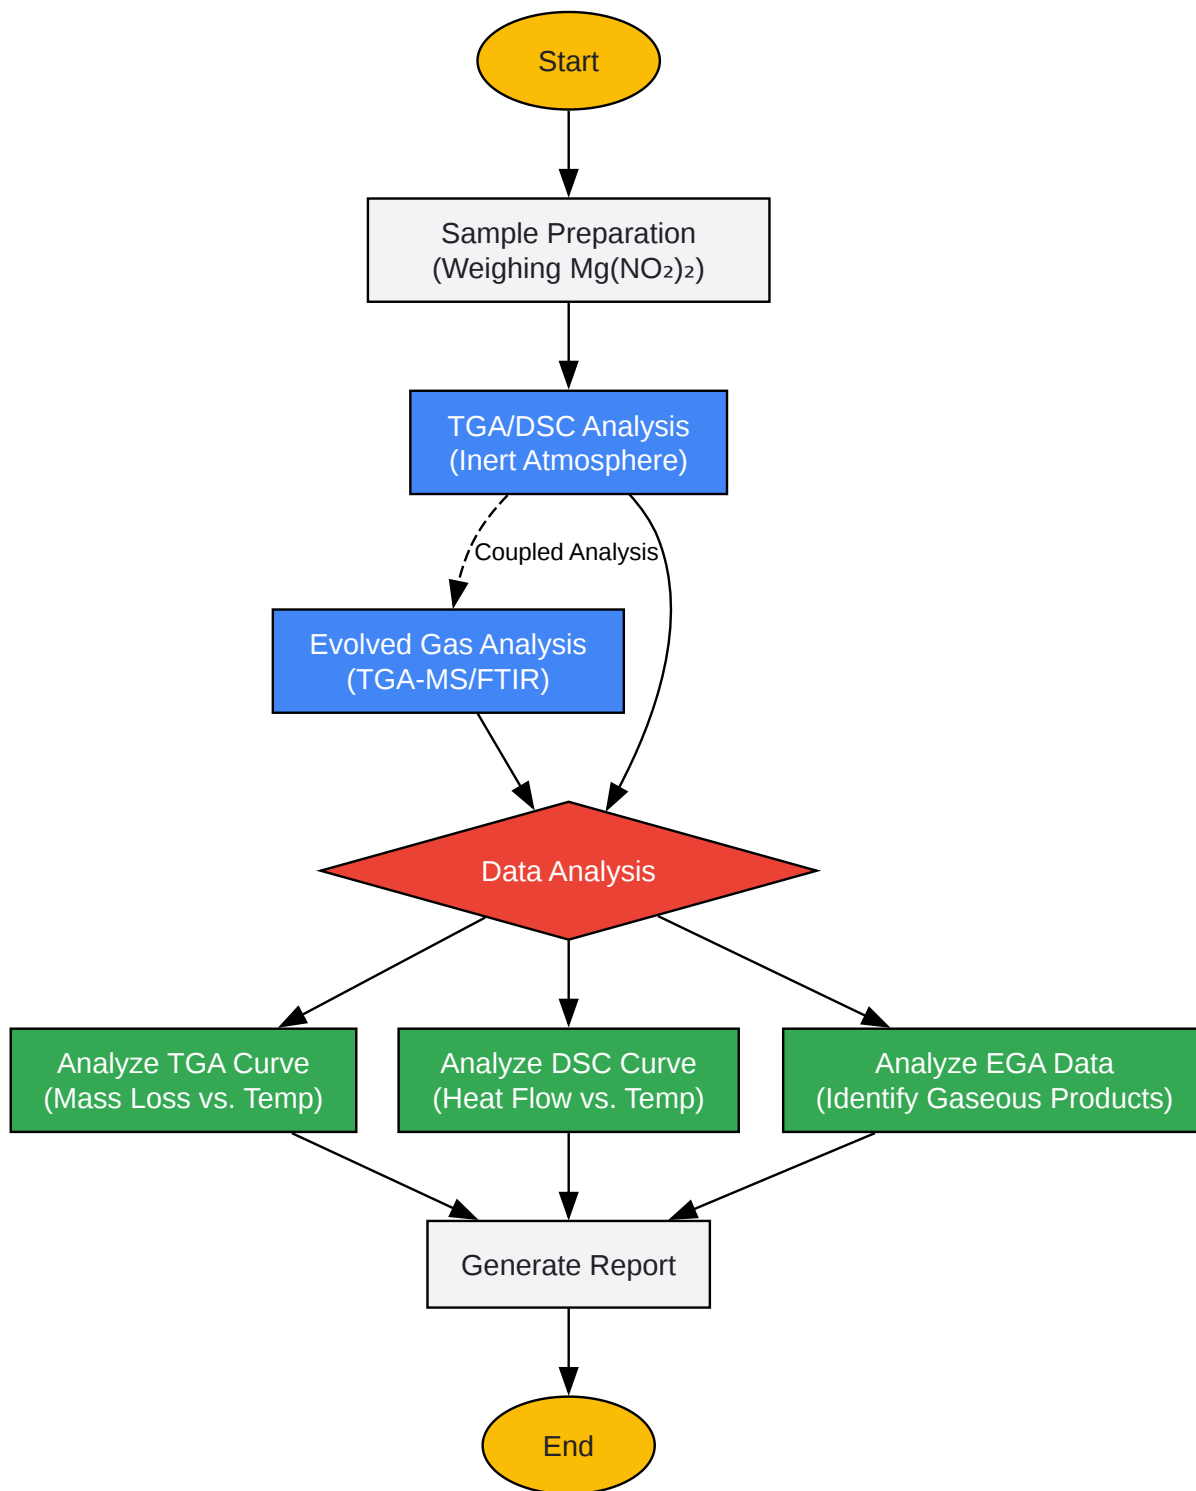 Start
Sample Preparation
(Weighing Mg(NO₂)₂)
TGA/DSC Analysis
(Inert Atmosphere)
Coupled Analysis
Evolved Gas Analysis
(TGA-MS/FTIR)
Data Analysis
Analyze TGA Curve
(Mass Loss vs. Temp)
Analyze DSC Curve
(Heat Flow vs. Temp)
Analyze EGA Data
(Identify Gaseous Products)
Generate Report
End